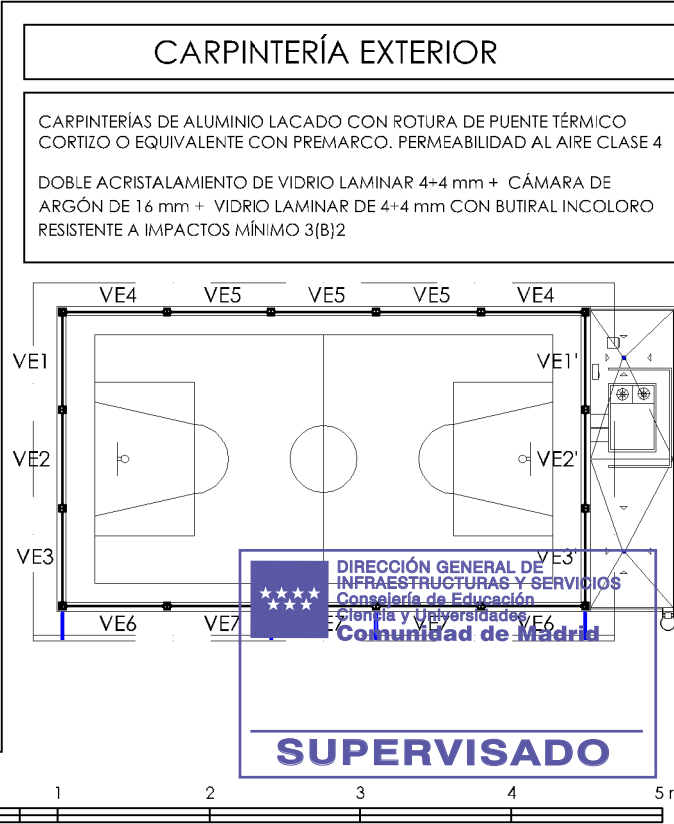 CARPINTERÍA EXTERIOR
CARPINTERÍAS DE ALUMINIO LACADO CON ROTURA DE PUENTE TÉRMICO
CORTIZO O EQUIVALENTE CON PREMARCO. PERMEABILIDAD AL AIRE CLASE 4
DOBLE ACRISTALAMIENTO DE VIDRIO LAMINAR 4+4 mm + CÁMARA DE
ARGÓN DE 16 mm + VIDRIO LAMINAR DE 4+4 mm CON BUTIRAL INCOLORO
RESISTENTE A IMPACTOS MÍNIMO 3(B)2
VE4 VE5 VE5 VE5 VE4
VE1 VE1'
VE2 VE2'
VE3 VE3'
DIRECCIÓN GENERAL DE
INFRAESTRUCTURAS Y SERVICIOS
Consejería de Educación
Ciencia y Universidades
Comunidad de Madrid
VE6 VE7 VE7 VE7 VE6
SUPERVISADO
1 2 3 4 5